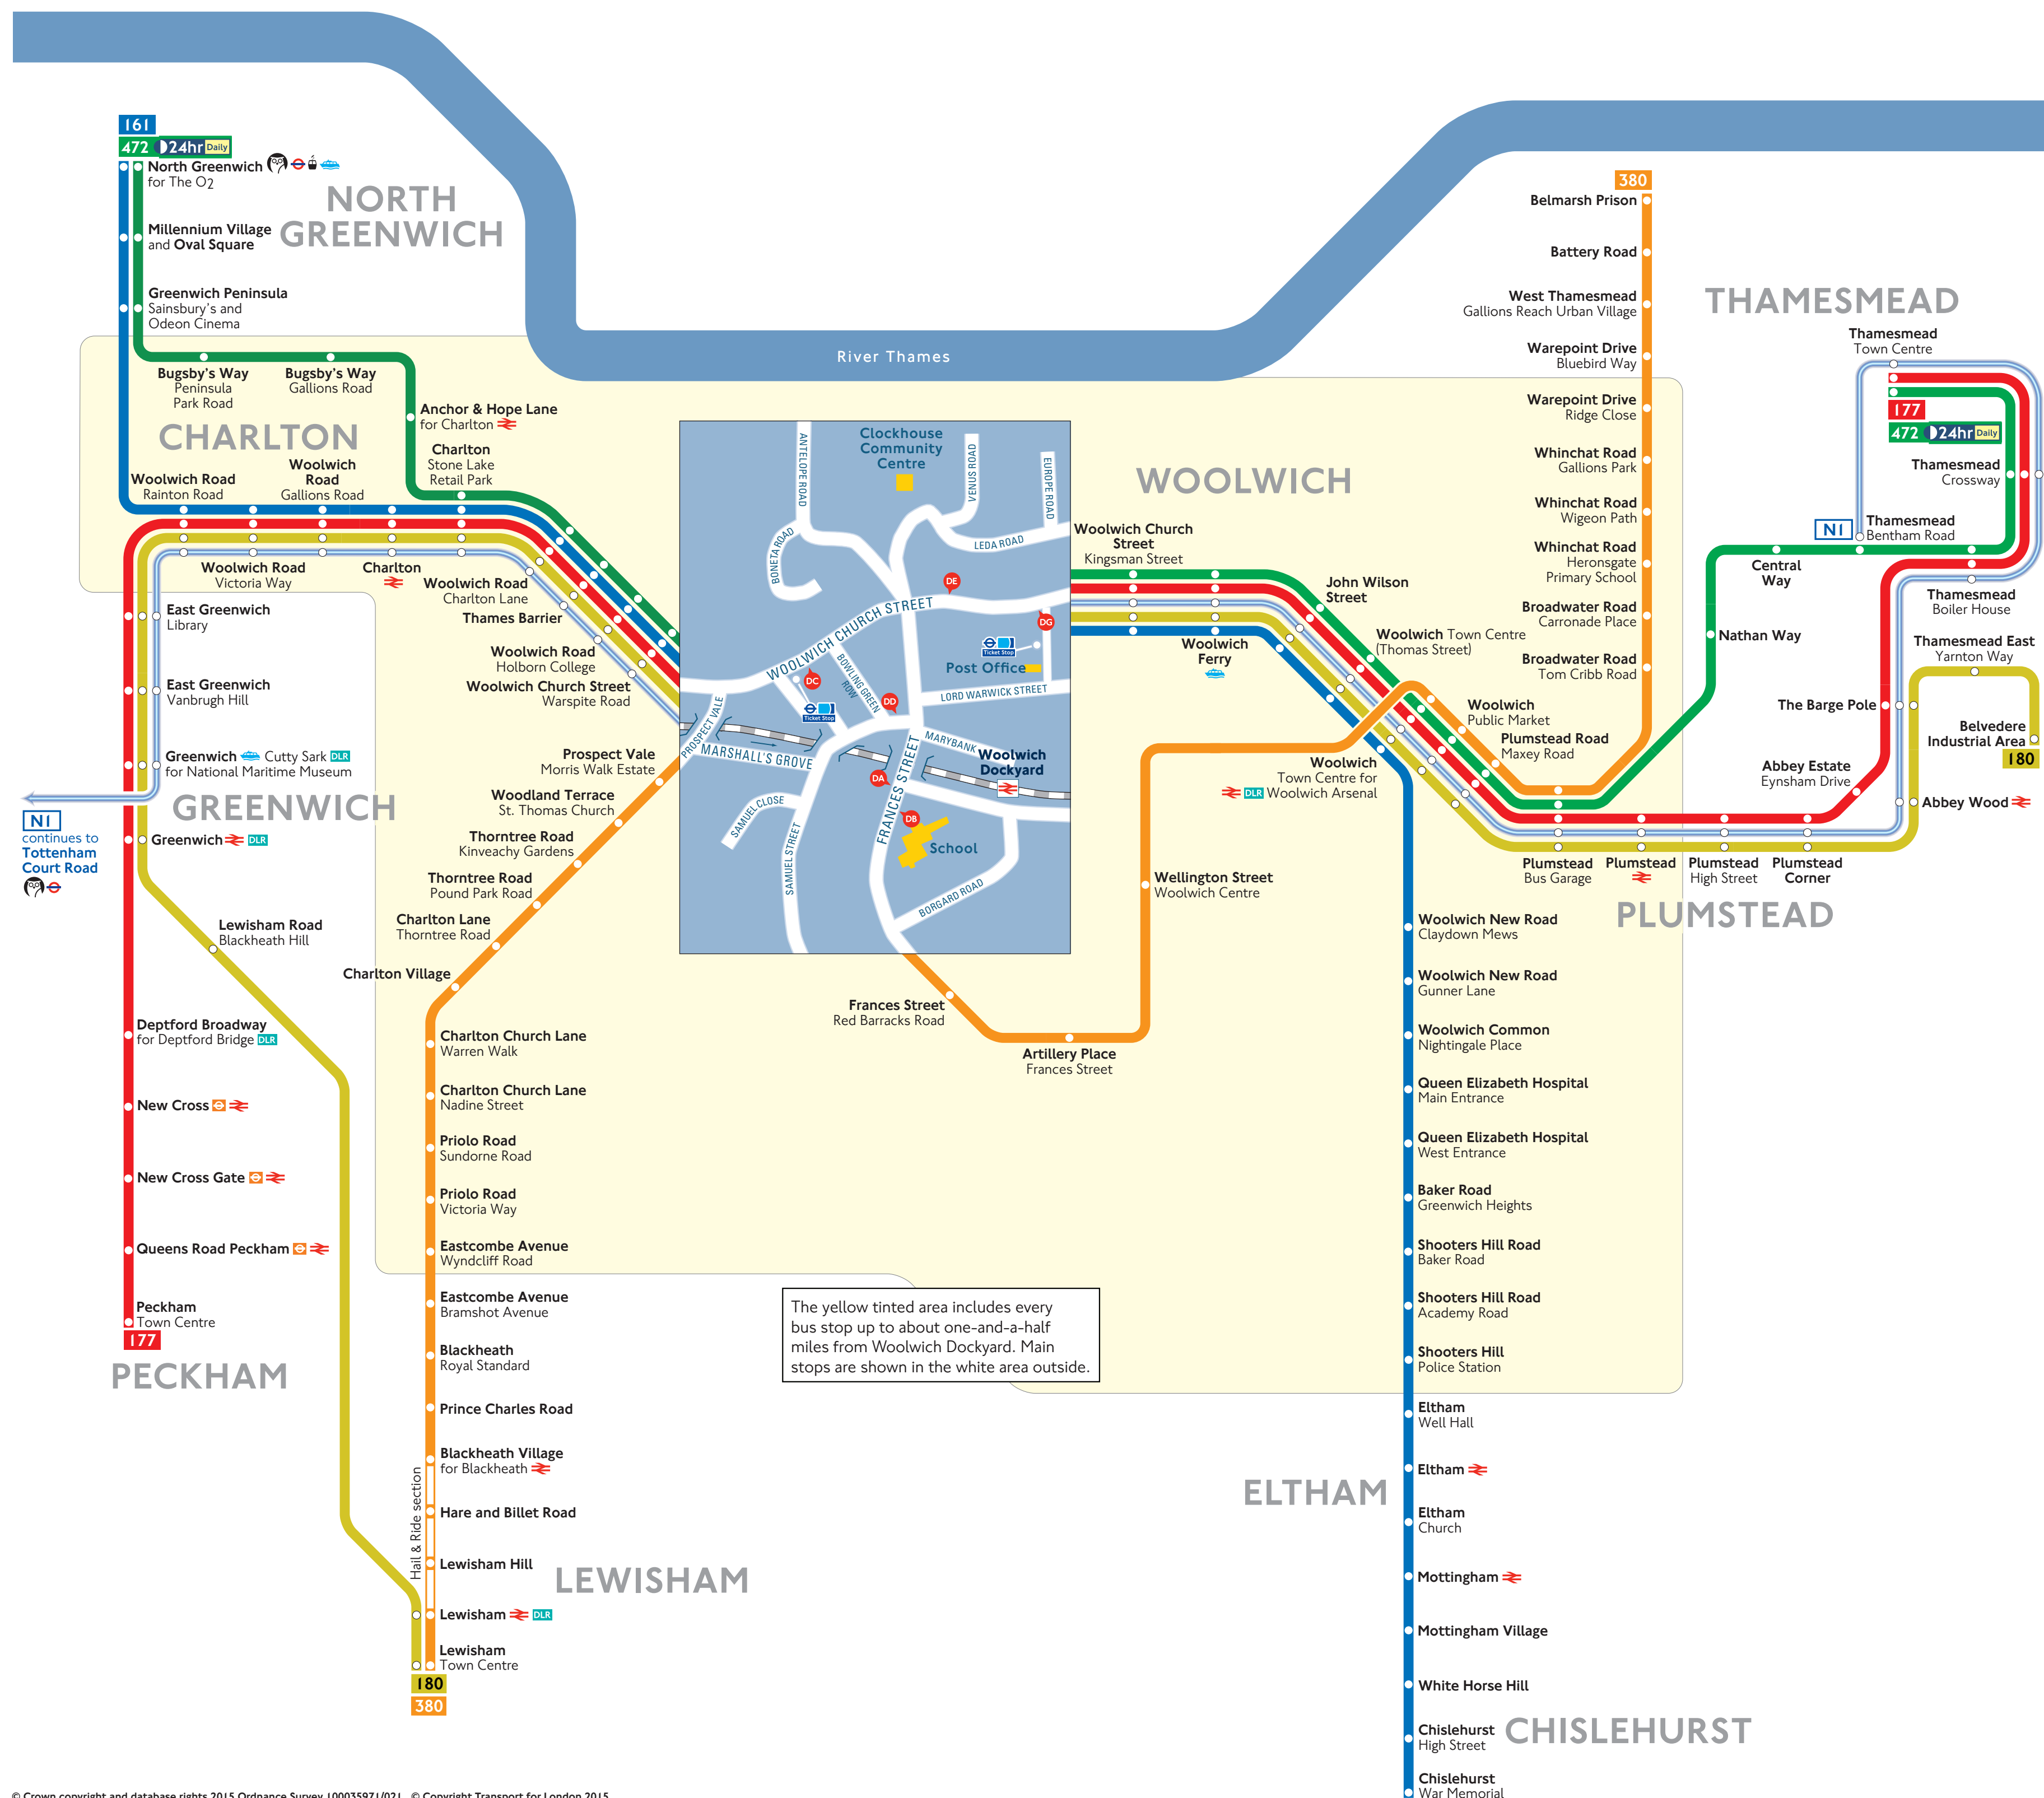 161
472 24hr Daily
North Greenwich
for The O2
NORTH
GREENWICH
Millennium Village
and Oval Square
Greenwich Peninsula
Sainsbury's and
Odeon Cinema
Bugsby's Way
Peninsula
Park Road
Bugsby's Way
Gallions Road
Anchor & Hope Lane
for Charlton
CHARLTON
Charlton
Stone Lake
Retail Park
Woolwich Road
Rainton Road
Woolwich
Road
Gallions Road
Woolwich Road
Victoria Way
Charlton
Woolwich Road
Charlton Lane
Thames Barrier
Woolwich Road
Holborn College
Woolwich Church Street
Warspite Road
East Greenwich
Library
East Greenwich
Vanbrugh Hill
Greenwich Cutty Sark DLR
for National Maritime Museum
GREENWICH
N1
continues to
Tottenham
Court Road
Greenwich DLR
Lewisham Road
Blackheath Hill
Deptford Broadway
for Deptford Bridge DLR
New Cross
New Cross Gate
Queens Road Peckham
Peckham
Town Centre
177
PECKHAM
River Thames
Prospect Vale
Morris Walk Estate
Woodland Terrace
St. Thomas Church
Thorntree Road
Kinveachy Gardens
Thorntree Road
Pound Park Road
Charlton Lane
Thorntree Road
Charlton Village
Charlton Church Lane
Warren Walk
Charlton Church Lane
Nadine Street
Priolo Road
Sundorne Road
Priolo Road
Victoria Way
Eastcombe Avenue
Wyndcliff Road
Eastcombe Avenue
Bramshot Avenue
Blackheath
Royal Standard
Prince Charles Road
Blackheath Village
for Blackheath
Hail & Ride section
Hare and Billet Road
Lewisham Hill
LEWISHAM
Lewisham DLR
Lewisham
Town Centre
180
380
Clockhouse
Community
Centre
ANTELOPE ROAD
VENUS ROAD
EUROPE ROAD
BONETA ROAD
LEDA ROAD
DE
WOOLWICH CHURCH STREET
DG
Ticket Stop
Post Office
BOWLING GREEN
ROW
DC
DD
LORD WARWICK STREET
Ticket Stop
PROSPECT VALE
MARSHALL'S GROVE
MARYBANK
Woolwich
Dockyard
DA
FRANCES STREET
SAMUEL CLOSE
SAMUEL STREET
DB
School
BORGARD ROAD
Frances Street
Red Barracks Road
Artillery Place
Frances Street
Wellington Street
Woolwich Centre
The yellow tinted area includes every
bus stop up to about one-and-a-half
miles from Woolwich Dockyard. Main
stops are shown in the white area outside.
WOOLWICH
Woolwich Church
Street
Kingsman Street
Woolwich
Ferry
John Wilson
Street
Woolwich Town Centre
(Thomas Street)
Woolwich
Public Market
Plumstead Road
Maxey Road
Woolwich
Town Centre for
DLR Woolwich Arsenal
380
Belmarsh Prison
Battery Road
West Thamesmead
Gallions Reach Urban Village
Warepoint Drive
Bluebird Way
Warepoint Drive
Ridge Close
Whinchat Road
Gallions Park
Whinchat Road
Wigeon Path
Whinchat Road
Heronsgate
Primary School
Broadwater Road
Carronade Place
Broadwater Road
Tom Cribb Road
THAMESMEAD
Thamesmead
Town Centre
177
472 24hr Daily
Thamesmead
Crossway
N1
Thamesmead
Bentham Road
Central
Way
Thamesmead
Boiler House
Nathan Way
Thamesmead East
Yarnton Way
The Barge Pole
Belvedere
Industrial Area
180
Abbey Estate
Eynsham Drive
Abbey Wood
Plumstead
Bus Garage
Plumstead
Plumstead
High Street
Plumstead
Corner
PLUMSTEAD
Woolwich New Road
Claydown Mews
Woolwich New Road
Gunner Lane
Woolwich Common
Nightingale Place
Queen Elizabeth Hospital
Main Entrance
Queen Elizabeth Hospital
West Entrance
Baker Road
Greenwich Heights
Shooters Hill Road
Baker Road
Shooters Hill Road
Academy Road
Shooters Hill
Police Station
Eltham
Well Hall
ELTHAM
Eltham
Eltham
Church
Mottingham
Mottingham Village
White Horse Hill
Chislehurst
High Street
CHISLEHURST
Chislehurst
War Memorial
© Crown copyright and database rights 2015 Ordnance Survey 100035971/021 © Copyright Transport for London 2015